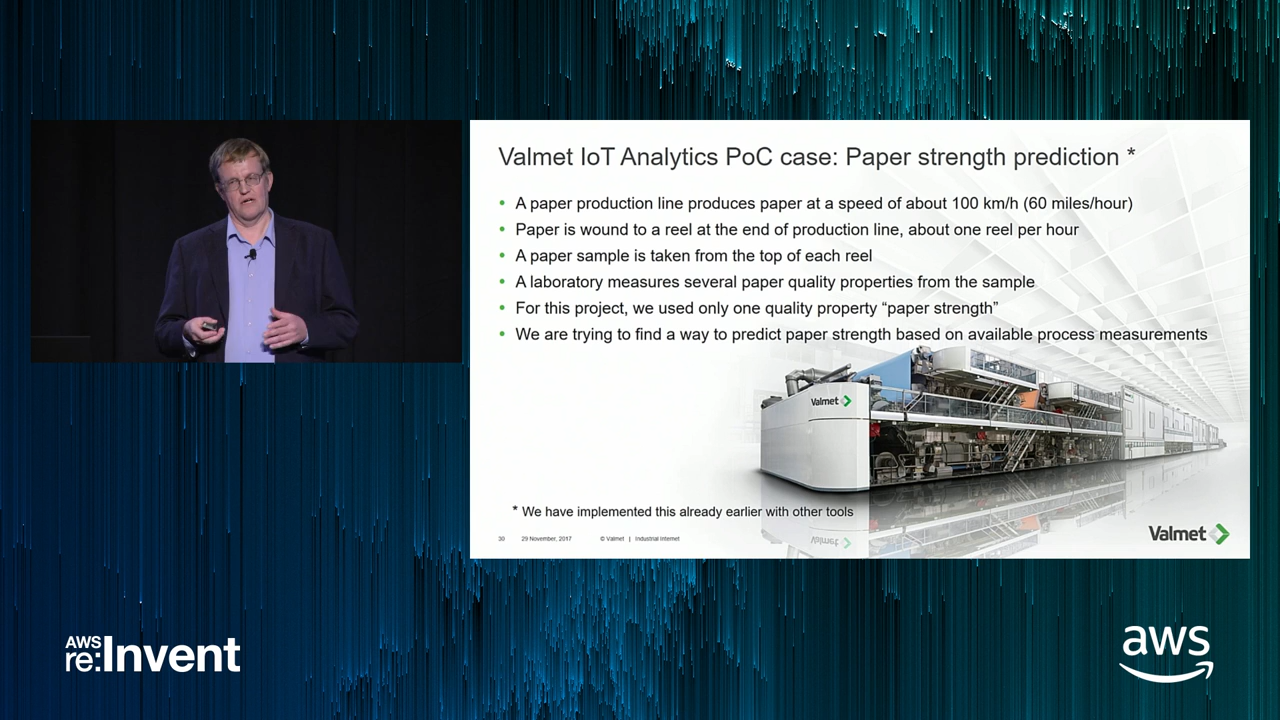 Valmet IoT Analytics PoC case: Paper strength prediction *
• A paper production line produces paper at a speed of about 100 km/h (60 miles/hour)
• Paper is wound to a reel at the end of production line, about one reel per hour
• A paper sample is taken from the top of each reel
• A laboratory measures several paper quality properties from the sample
• For this project, we used only one quality property “paper strength”
• We are trying to find a way to predict paper strength based on available process measurements
Valmet
* We have implemented this already earlier with other tools
30 29 November, 2017 © Valmet | Industrial Internet
Valmet
Valmet
AWS
re:Invent
aws